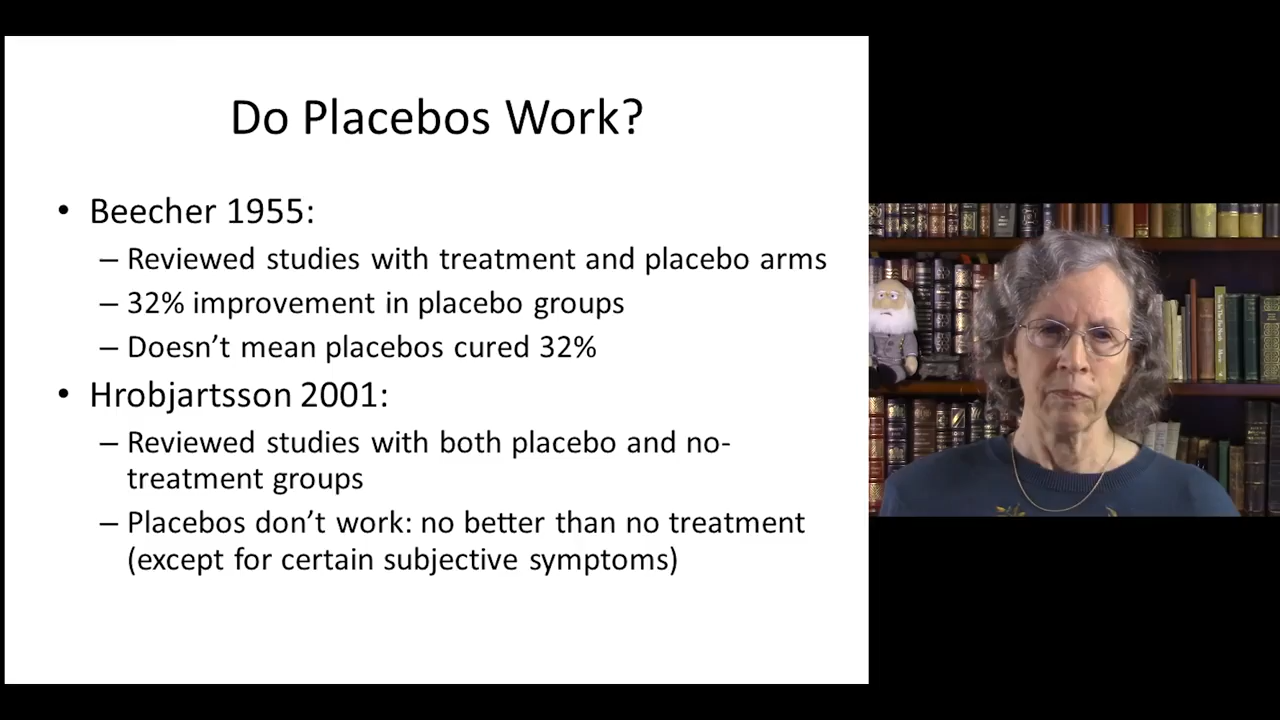 Do Placebos Work?
• Beecher 1955:
– Reviewed studies with treatment and placebo arms
– 32% improvement in placebo groups
– Doesn’t mean placebos cured 32%
• Hrobjartsson 2001:
– Reviewed studies with both placebo and no-
treatment groups
– Placebos don’t work: no better than no treatment
(except for certain subjective symptoms)